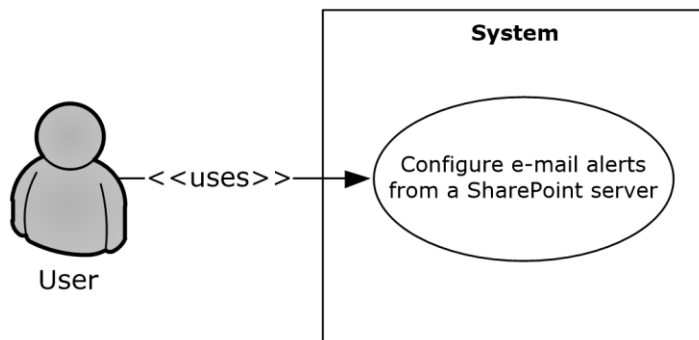 System
<<uses>>
Configure e-mail alerts
from a SharePoint server
User